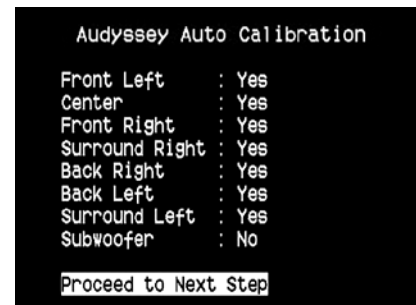 Audyssey Auto Calibration
Front Left : Yes
Center : Yes
Front Right : Yes
Surround Right : Yes
Back Right : Yes
Back Left : Yes
Surround Left : Yes
Subwoofer : No
Proceed to Next Step